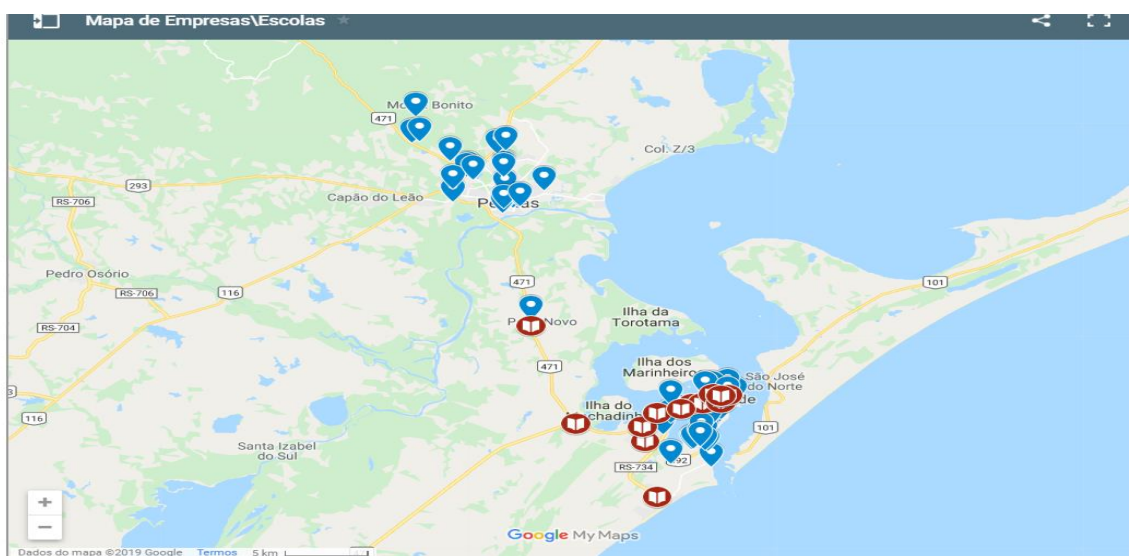 Mapa de Empresas\Escolas
Bonito
471
Col. Z/3
293
RS-706
Capão do Leão
Pedro Osório
RS-706
116
471
101
RS-704
Novo
Ilha da
Torotama
471
Ilha dos
Marinheiros
São José
do Norte
116
Ilha do
101
Santa Izabel
do Sul
RS-734
+
−
Google My Maps
Dados do mapa ©2019 Google Termos 5 km